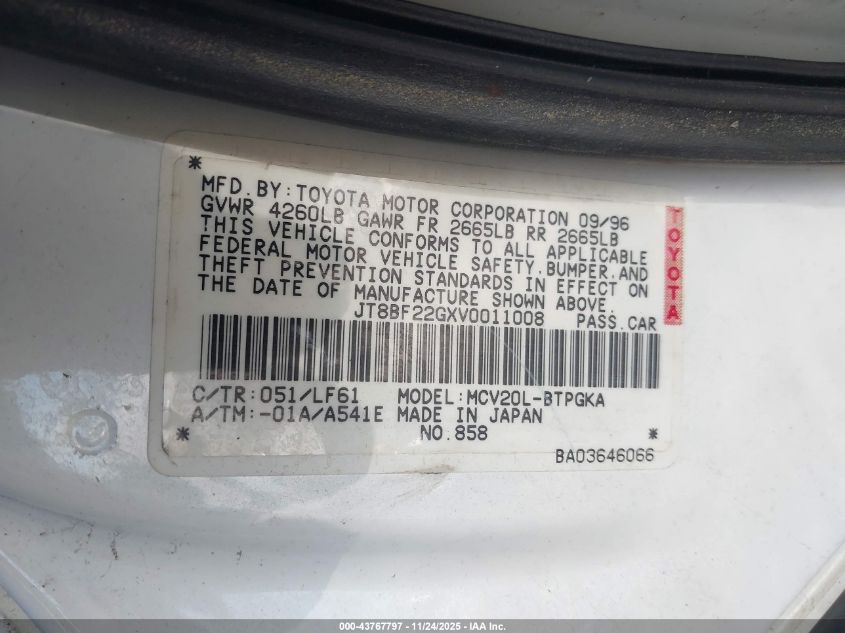 *
MFD. BY: TOYOTA MOTOR CORPORATION 09/96
GVWR 4260LB GAWR FR 2665LB RR 2665LB
THIS VEHICLE CONFORMS TO ALL APPLICABLE
FEDERAL MOTOR VEHICLE SAFETY, BUMPER, AND
THEFT PREVENTION STANDARDS IN EFFECT ON
THE DATE OF MANUFACTURE SHOWN ABOVE.
JT8BF22GXV0011008 PASS. CAR
TOYOTA
C/TR: 051/LF61 MODEL: MCV20L-BTPGKA
A/TM: -01A/A541E MADE IN JAPAN
* NO. 858 *
BA03646066
000-43767797 - 11/24/2025 - IAA Inc.